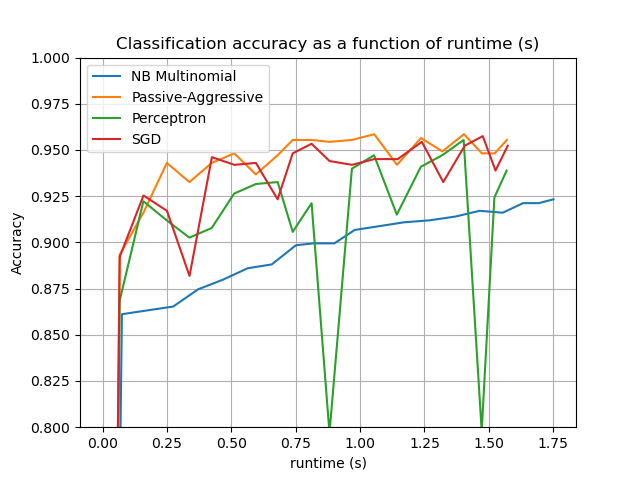 Classification accuracy as a function of runtime (s)
1.000
0.975
0.950
0.925
0.900
0.875
0.850
0.825
0.800
Accuracy
NB Multinomial
Passive-Aggressive
Perceptron
SGD
0.00 0.25 0.50 0.75 1.00 1.25 1.50 1.75
runtime (s)